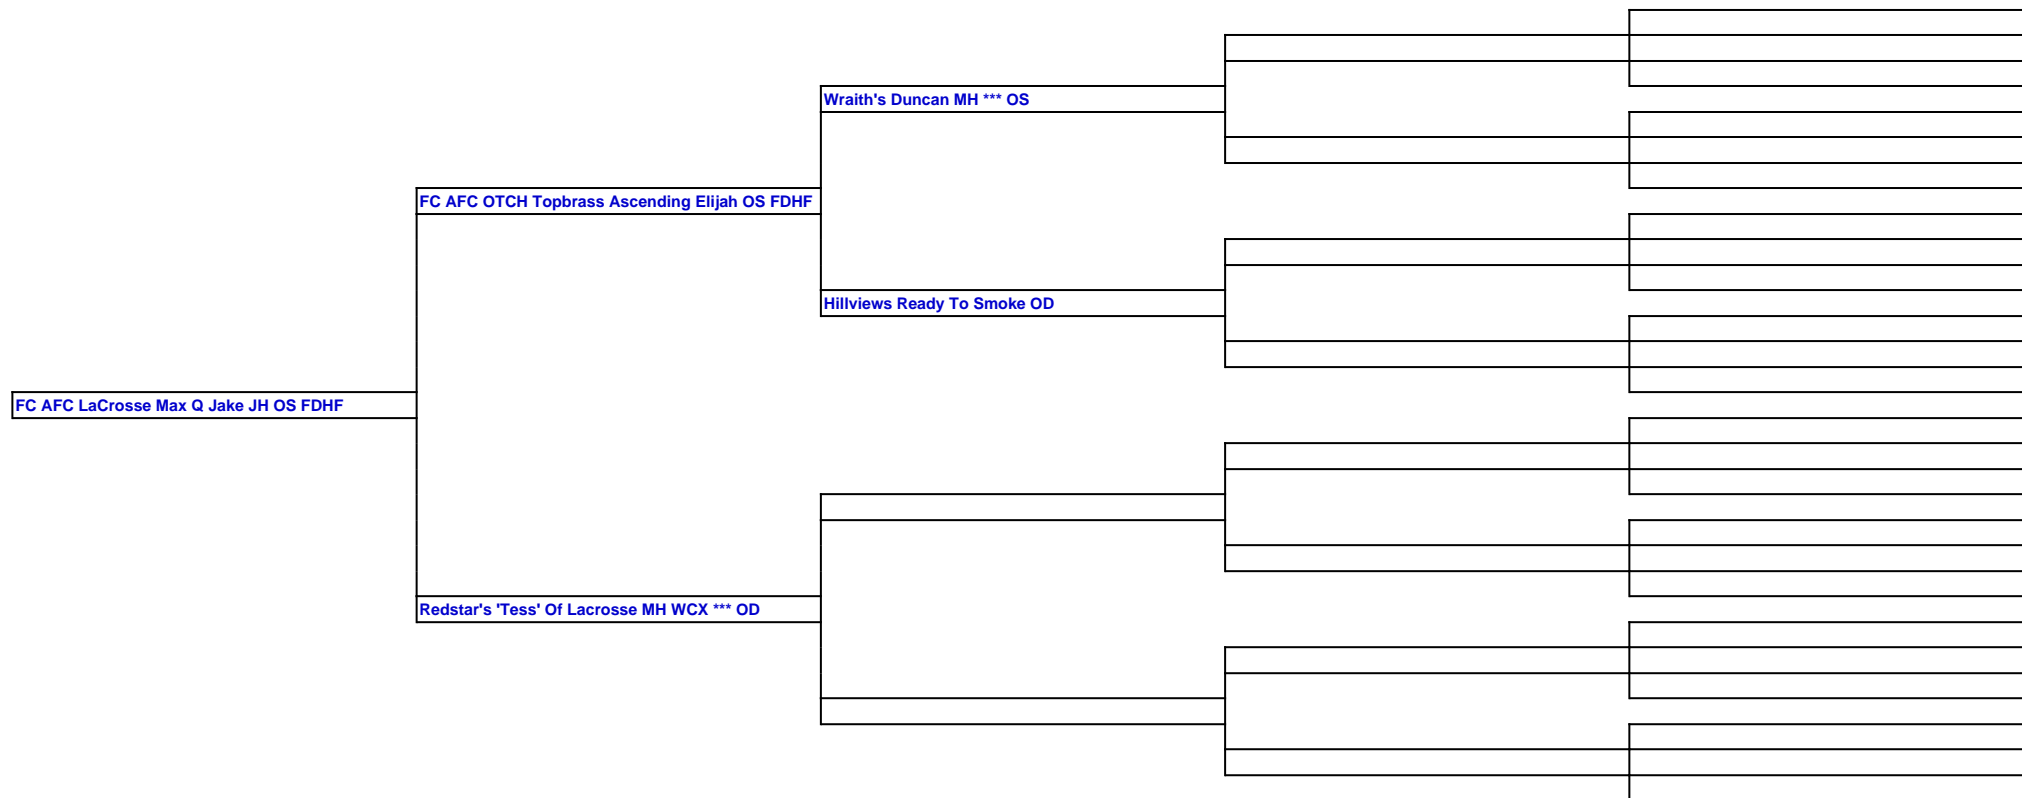 Wraith's Duncan MH *** OS
FC AFC OTCH Topbrass Ascending Elijah OS FDHF
Hillviews Ready To Smoke OD
FC AFC LaCrosse Max Q Jake JH OS FDHF
Redstar's 'Tess' Of Lacrosse MH WCX *** OD